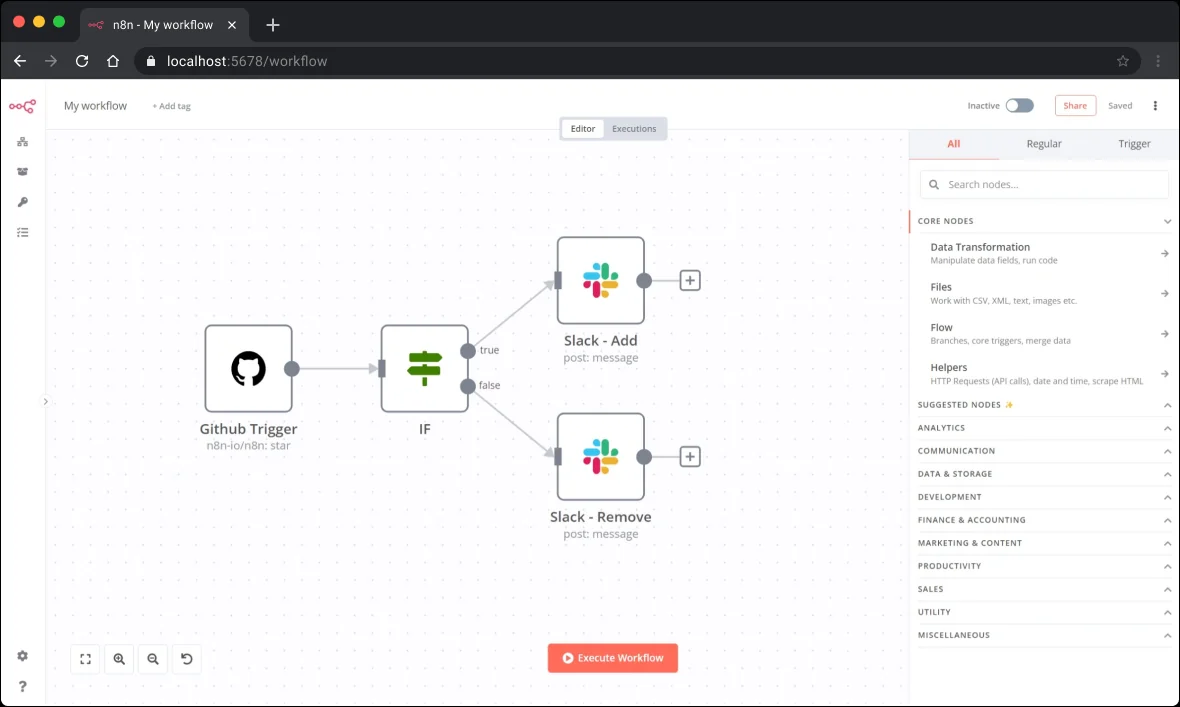 n8n - My workflow
localhost:5678/workflow
My workflow
+ Add tag
Inactive
Share
Saved
Editor
Executions
All
Regular
Trigger
Search nodes...
CORE NODES
Data Transformation
Manipulate data fields, run code
Files
Work with CSV, XML, text, images etc.
Flow
Branches, core triggers, merge data
Helpers
HTTP Requests (API calls), date and time, scrape HTML
SUGGESTED NODES ✨
ANALYTICS
COMMUNICATION
DATA & STORAGE
DEVELOPMENT
FINANCE & ACCOUNTING
MARKETING & CONTENT
PRODUCTIVITY
SALES
UTILITY
MISCELLANEOUS
Github Trigger
n8n-io/n8n: star
IF
true
false
Slack - Add
post: message
Slack - Remove
post: message
Execute Workflow
?